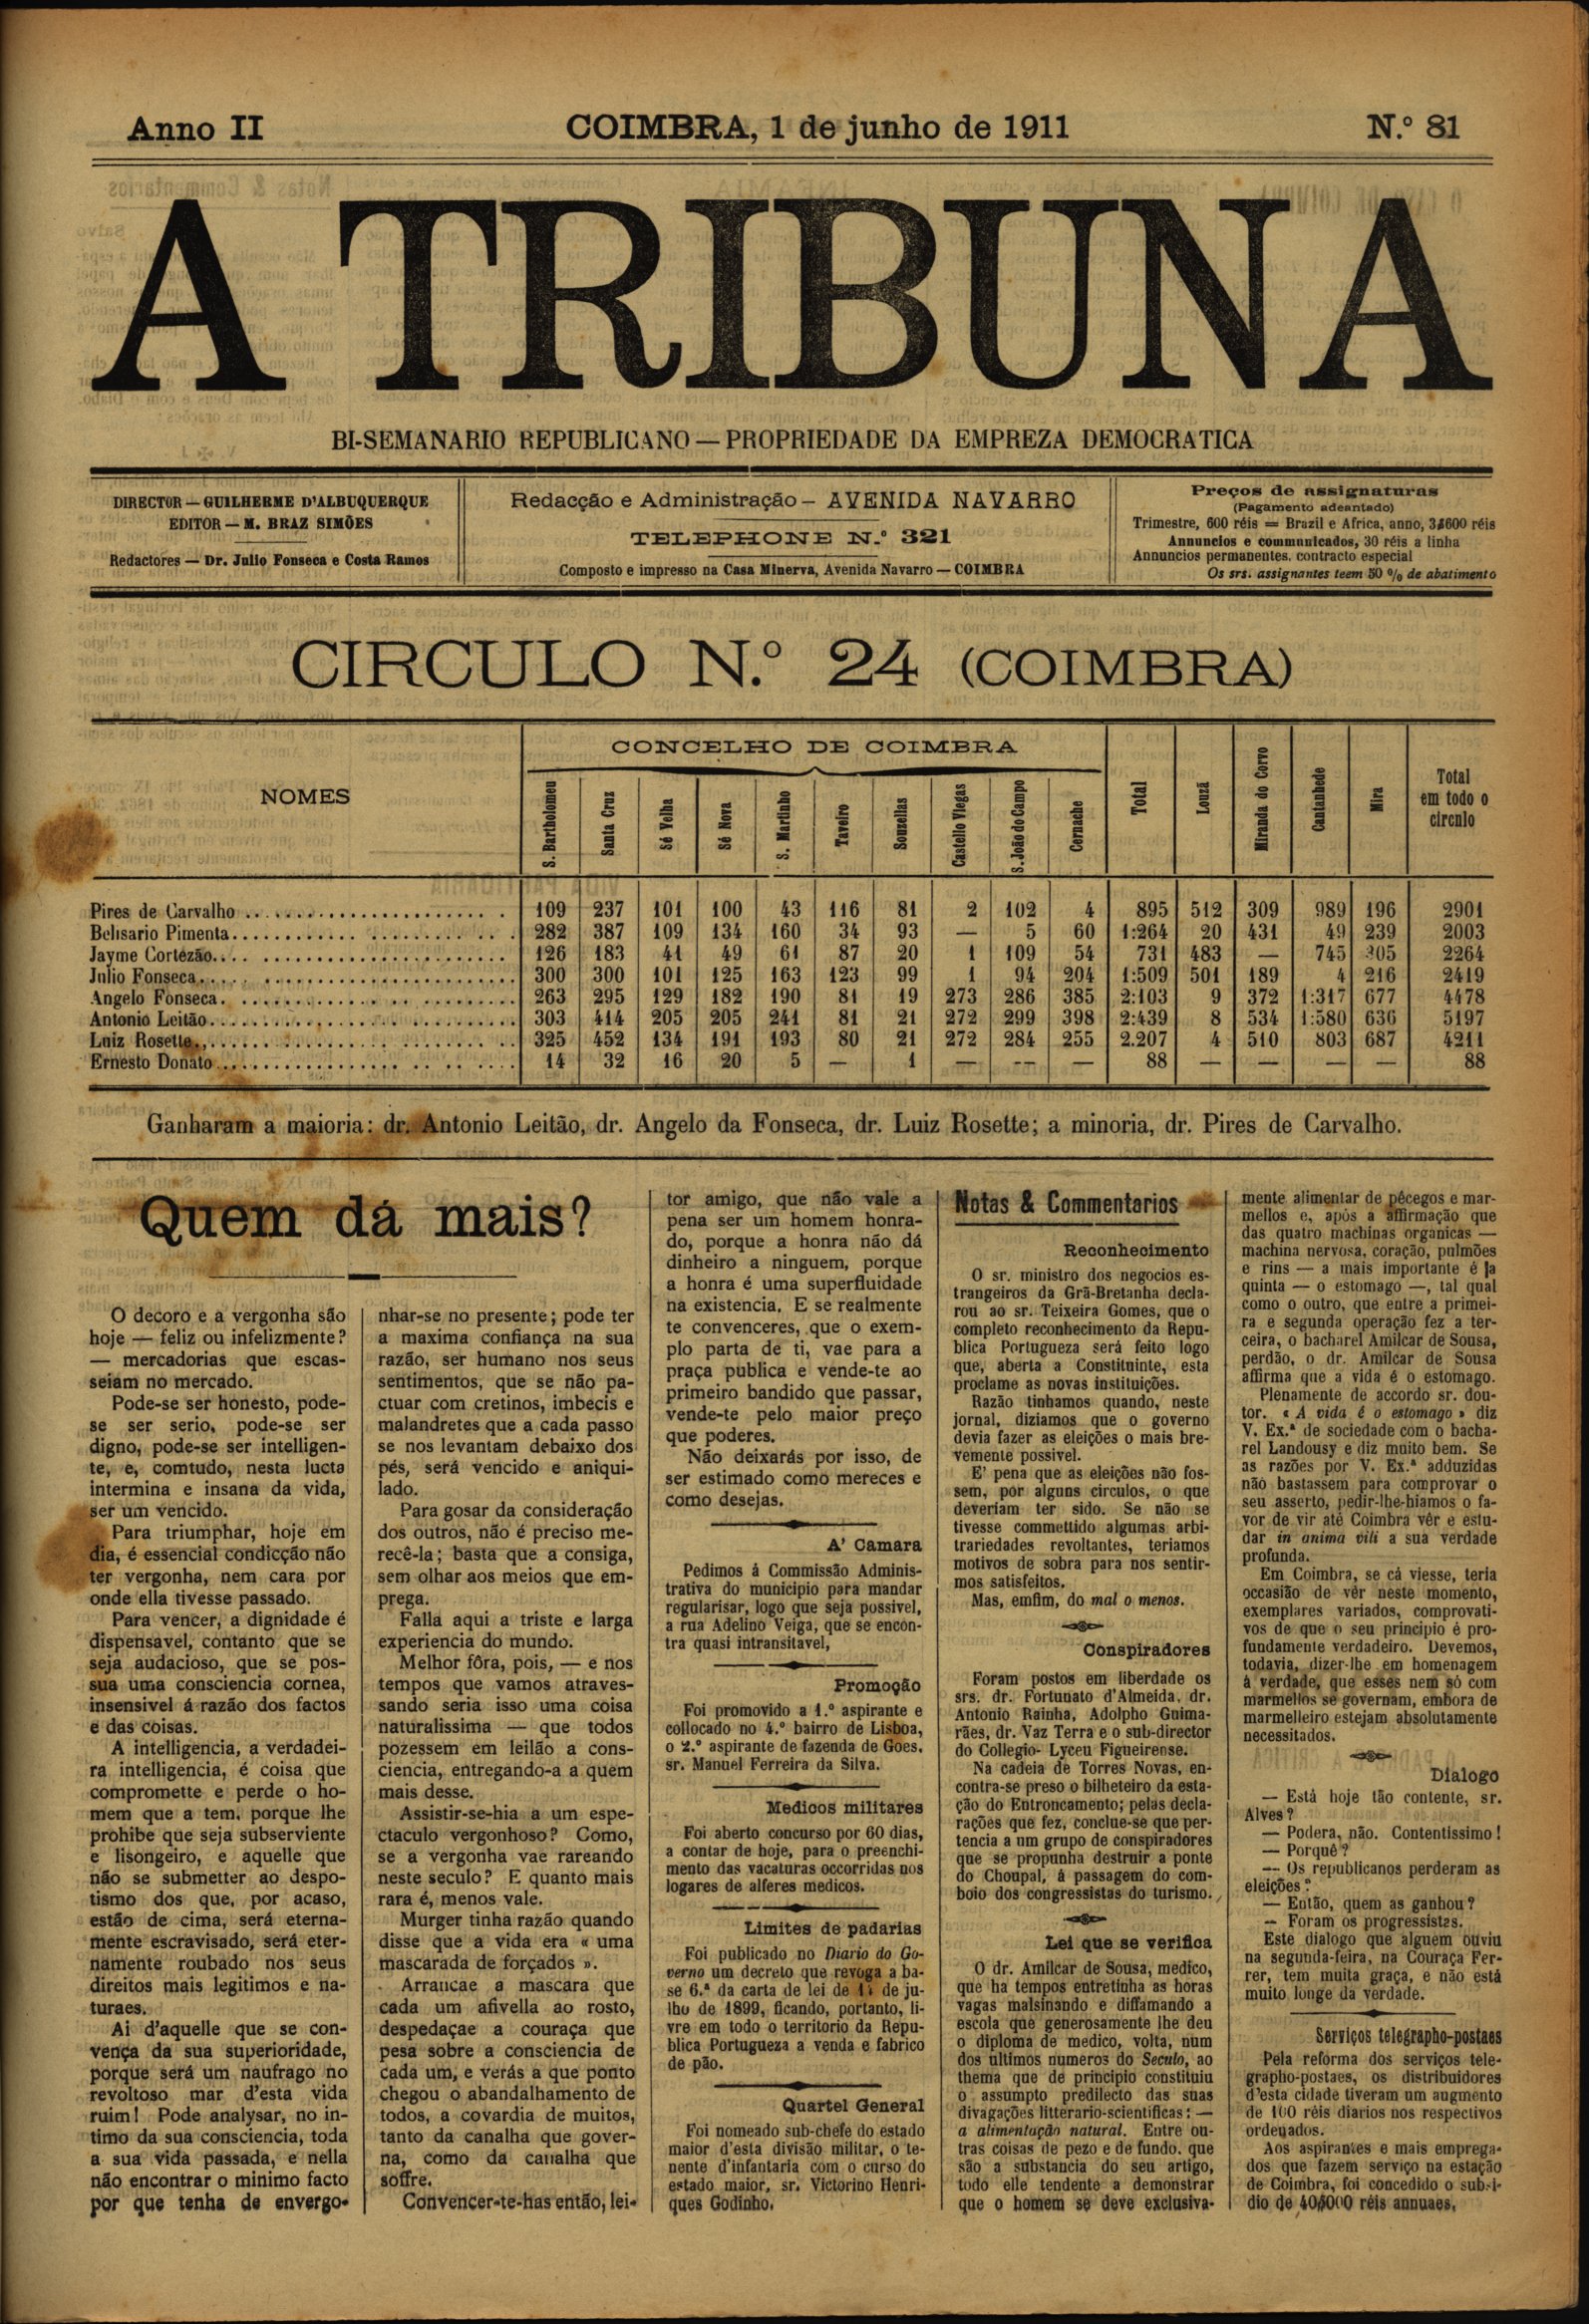 Anno II
COIMBRA, 1 de junho de 1911
N.º 81
A TRIBUNA
BI-SEMANARIO REPUBLICANO — PROPRIEDADE DA EMPREZA DEMOCRATICA
DIRECTOR — GUILHERME D'ALBUQUERQUE
EDITOR — M. BRAZ SIMÕES
Redactores — Dr. Julio Fonseca e Costa Ramos
Redacção e Administração — AVENIDA NAVARRO
TELEPHONE N.º 321
Composto e impresso na Casa Minerva, Avenida Navarro — COIMBRA
Preços de assignaturas
(Pagamento adeantado)
Trimestre, 600 réis = Brazil e Africa, anno, 3$600 réis
Annuncios e communicados, 30 réis a linha
Annuncios permanentes, contracto especial
Os srs. assignantes teem 50 % de abatimento
CIRCULO N.º 24 (COIMBRA)
NOMES
CONCELHO DE COIMBRA
S. Bartholomeu
Santa Cruz
Sé Velha
Sé Nova
S. Martinho
Taveiro
Souzellas
Castello Viegas
S. João do Campo
Cernache
Total
Louzã
Miranda do Corvo
Cantanhede
Mira
Total
em todo o
circulo
Pires de Carvalho 109 237 101 100 43 116 81 2 102 4 895 512 309 989 196 2901
Belisario Pimenta 282 387 109 134 160 34 93 — 5 60 1:264 20 431 49 239 2003
Jayme Cortezão 126 183 41 49 61 87 20 1 109 54 731 483 — 745 305 2264
Julio Fonseca 300 300 101 125 163 123 99 1 94 204 1:509 501 189 4 216 2419
Angelo Fonseca 263 295 129 182 190 81 19 273 286 385 2:103 9 372 1:317 677 4478
Antonio Leitão 303 414 205 205 241 81 21 272 299 398 2:439 8 534 1:580 636 5197
Luiz Rosette 325 452 134 191 193 80 21 272 284 255 2.207 4 510 803 687 4211
Ernesto Donato 14 32 16 20 5 — 1 — -- — 88 — — — — 88
Ganharam a maioria: dr. Antonio Leitão, dr. Angelo da Fonseca, dr. Luiz Rosette; a minoria, dr. Pires de Carvalho.
Quem dá mais?
O decoro e a vergonha são
hoje — feliz ou infelizmente?
— mercadorias que escas-
seiam no mercado.
Pode-se ser honesto, pode-
se ser serio, pode-se ser
digno, pode-se ser intelligen-
te, e, comtudo, nesta lucta
intermina e insana da vida,
ser um vencido.
Para triumphar, hoje em
dia, é essencial condicção não
ter vergonha, nem cara por
onde ella tivesse passado.
Para vencer, a dignidade é
dispensavel, contanto que se
seja audacioso, que se pos-
sua uma consciencia cornea,
insensivel á razão dos factos
e das coisas.
A intelligencia, a verdadei-
ra intelligencia, é coisa que
compromette e perde o ho-
mem que a tem, porque lhe
prohibe que seja subserviente
e lisongeiro, e aquelle que
não se submetter ao despo-
tismo dos que, por acaso,
estão de cima, será eterna-
mente escravisado, será eter-
namente roubado nos seus
direitos mais legitimos e na-
turaes.
Ai d'aquelle que se con-
vença da sua superioridade,
porque será um naufrago no
revoltoso mar d'esta vida
ruim! Pode analysar, no in-
timo da sua consciencia, toda
a sua vida passada, e nella
não encontrar o minimo facto
por que tenha de envergo-
nhar-se no presente; pode ter
a maxima confiança na sua
razão, ser humano nos seus
sentimentos, que se não pa-
ctuar com cretinos, imbecis e
malandretes que a cada passo
se nos levantam debaixo dos
pés, será vencido e aniqui-
lado.
Para gosar da consideração
dos outros, não é preciso me-
recê-la; basta que a consiga,
sem olhar aos meios que em-
prega.
Falla aqui a triste e larga
experiencia do mundo.
Melhor fôra, pois, — e nos
tempos que vamos atraves-
sando seria isso uma coisa
naturalissima — que todos
pozessem em leilão a cons-
ciencia, entregando-a a quem
mais desse.
Assistir-se-hia a um espe-
ctaculo vergonhoso? Como,
se a vergonha vae rareando
neste seculo? E quanto mais
rara é, menos vale.
Murger tinha razão quando
disse que a vida era « uma
mascarada de forçados ».
Arrancae a mascara que
cada um afivella ao rosto,
despedaçae a couraça que
pesa sobre a consciencia de
cada um, e verás a que ponto
chegou o abandalhamento de
todos, a covardia de muitos,
tanto da canalha que gover-
na, como da canalha que
soffre.
Convencer-te-has então, lei-
tor amigo, que não vale a
pena ser um homem honra-
do, porque a honra não dá
dinheiro a ninguem, porque
a honra é uma superfluidade
na existencia. E se realmente
te convenceres, que o exem-
plo parta de ti, vae para a
praça publica e vende-te ao
primeiro bandido que passar,
vende-te pelo maior preço
que poderes.
Não deixarás por isso, de
ser estimado como mereces e
como desejas.
A' Camara
Pedimos á Commissão Adminis-
trativa do municipio para mandar
regularisar, logo que seja possivel,
a rua Adelino Veiga, que se encon-
tra quasi intransitavel,
Promoção
Foi promovido a 1.º aspirante e
collocado no 4.º bairro de Lisboa,
o 2.º aspirante de fazenda de Goes,
sr. Manuel Ferreira da Silva.
Medicos militares
Foi aberto concurso por 60 dias,
a contar de hoje, para o preenchi-
mento das vacaturas occorridas nos
logares de alferes medicos.
Limites de padarias
Foi publicado no Diario do Go-
verno um decreto que revoga a ba-
se 6.ª da carta de lei de 14 de ju-
lho de 1899, ficando, portanto, li-
vre em todo o territorio da Repu-
blica Portugueza a venda e fabrico
de pão.
Quartel General
Foi nomeado sub-chefe do estado
maior d'esta divisão militar, o te-
nente d'infantaria com o curso do
estado maior, sr. Victorino Henri-
ques Godinho.
Notas & Commentarios
Reconhecimento
O sr. ministro dos negocios es-
trangeiros da Grã-Bretanha decla-
rou ao sr. Teixeira Gomes, que o
completo reconhecimento da Repu-
blica Portugueza será feito logo
que, aberta a Constituinte, esta
proclame as novas instituições.
Razão tinhamos quando, neste
jornal, diziamos que o governo
devia fazer as eleições o mais bre-
vemente possivel.
E' pena que as eleições não fos-
sem, por alguns circulos, o que
deveriam ter sido. Se não se
tivesse commettido algumas arbi-
trariedades revoltantes, teriamos
motivos de sobra para nos sentir-
mos satisfeitos.
Mas, emfim, do mal o menos.
Conspiradores
Foram postos em liberdade os
srs. dr. Fortunato d'Almeida, dr.
Antonio Rainha, Adolpho Guima-
rães, dr. Vaz Terra e o sub-director
do Collegio- Lyceu Figueirense.
Na cadeia de Torres Novas, en-
contra-se preso o bilheteiro da esta-
ção do Entroncamento; pelas decla-
rações que fez, conclue-se que per-
tencia a um grupo de conspiradores
que se propunha destruir a ponte
do Choupal, á passagem do com-
boio dos congressistas do turismo.
Lei que se verifica
O dr. Amilcar de Sousa, medico,
que ha tempos entretinha as horas
vagas malsinando e diffamando a
escola que generosamente lhe deu
o diploma de medico, volta, num
dos ultimos numeros do Seculo, ao
thema que de principio constituiu
o assumpto predilecto das suas
divagações litterario-scientificas: —
a alimentação natural. Entre ou-
tras coisas de pezo e de fundo, que
são a substancia do seu artigo,
todo elle tendente a demonstrar
que o homem se deve exclusiva-
mente alimentar de pêcegos e mar-
mellos e, após a affirmação que
das quatro machinas organicas —
machina nervosa, coração, pulmões
e rins — a mais importante é a
quinta — o estomago —, tal qual
como o outro, que entre a primei-
ra e segunda operação fez a ter-
ceira, o bacharel Amilcar de Sousa,
perdão, o dr. Amilcar de Sousa
affirma que a vida é o estomago.
Plenamente de accordo sr. dou-
tor. « A vida é o estomago » diz
V. Ex.ª de sociedade com o bacha-
rel Landousy e diz muito bem. Se
as razões por V. Ex.ª adduzidas
não bastassem para comprovar o
seu asserto, pedir-lhe-hiamos o fa-
vor de vir até Coimbra vêr e estu-
dar in anima vili a sua verdade
profunda.
Em Coimbra, se cá viesse, teria
occasião de vêr neste momento,
exemplares variados, comprovati-
vos de que o seu principio é pro-
fundamente verdadeiro. Devemos,
todavia, dizer-lhe em homenagem
á verdade, que esses nem só com
marmellos se governam, embora de
marmelleiro estejam absolutamente
necessitados.
Dialogo
— Está hoje tão contente, sr.
Alves?
— Podera, não. Contentissimo!
— Porquê?
— Os republicanos perderam as
eleições?
— Então, quem as ganhou?
— Foram os progressistas.
Este dialogo que alguem ouviu
na segunda-feira, na Couraça Fer-
rer, tem muita graça, e não está
muito longe da verdade.
Serviços telegrapho-postaes
Pela reforma dos serviços tele-
grapho-postaes, os distribuidores
d'esta cidade tiveram um augmento
de 100 réis diarios nos respectivos
ordenados.
Aos aspirantes e mais emprega-
dos que fazem serviço na estação
de Coimbra, foi concedido o subsi-
dio de 40$000 réis annuaes.